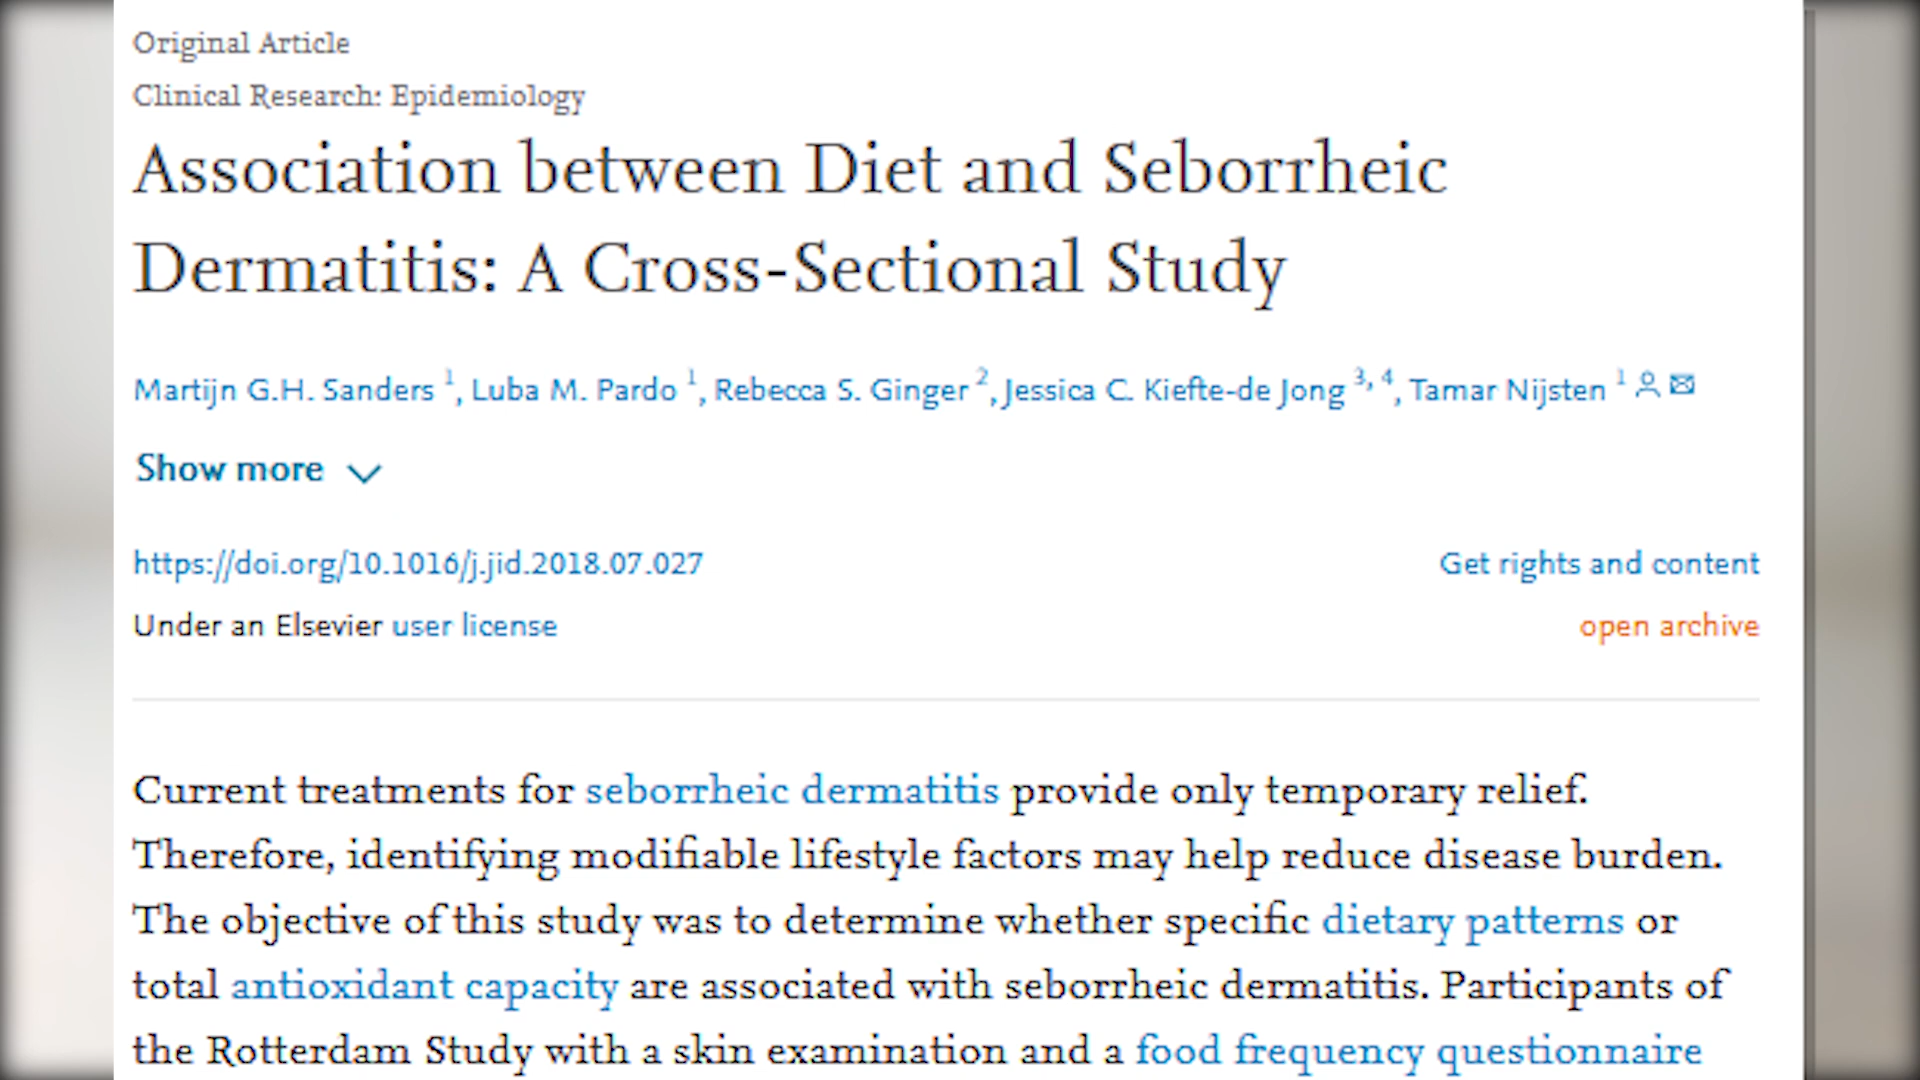 Original Article
Clinical Research: Epidemiology
Association between Diet and Seborrheic
Dermatitis: A Cross-Sectional Study
Martijn G.H. Sanders 1, Luba M. Pardo 1, Rebecca S. Ginger 2, Jessica C. Kiefte-de Jong 3, 4, Tamar Nijsten 1
Show more
https://doi.org/10.1016/j.jid.2018.07.027 Get rights and content
Under an Elsevier user license open archive
Current treatments for seborrheic dermatitis provide only temporary relief.
Therefore, identifying modifiable lifestyle factors may help reduce disease burden.
The objective of this study was to determine whether specific dietary patterns or
total antioxidant capacity are associated with seborrheic dermatitis. Participants of
the Rotterdam Study with a skin examination and a food frequency questionnaire